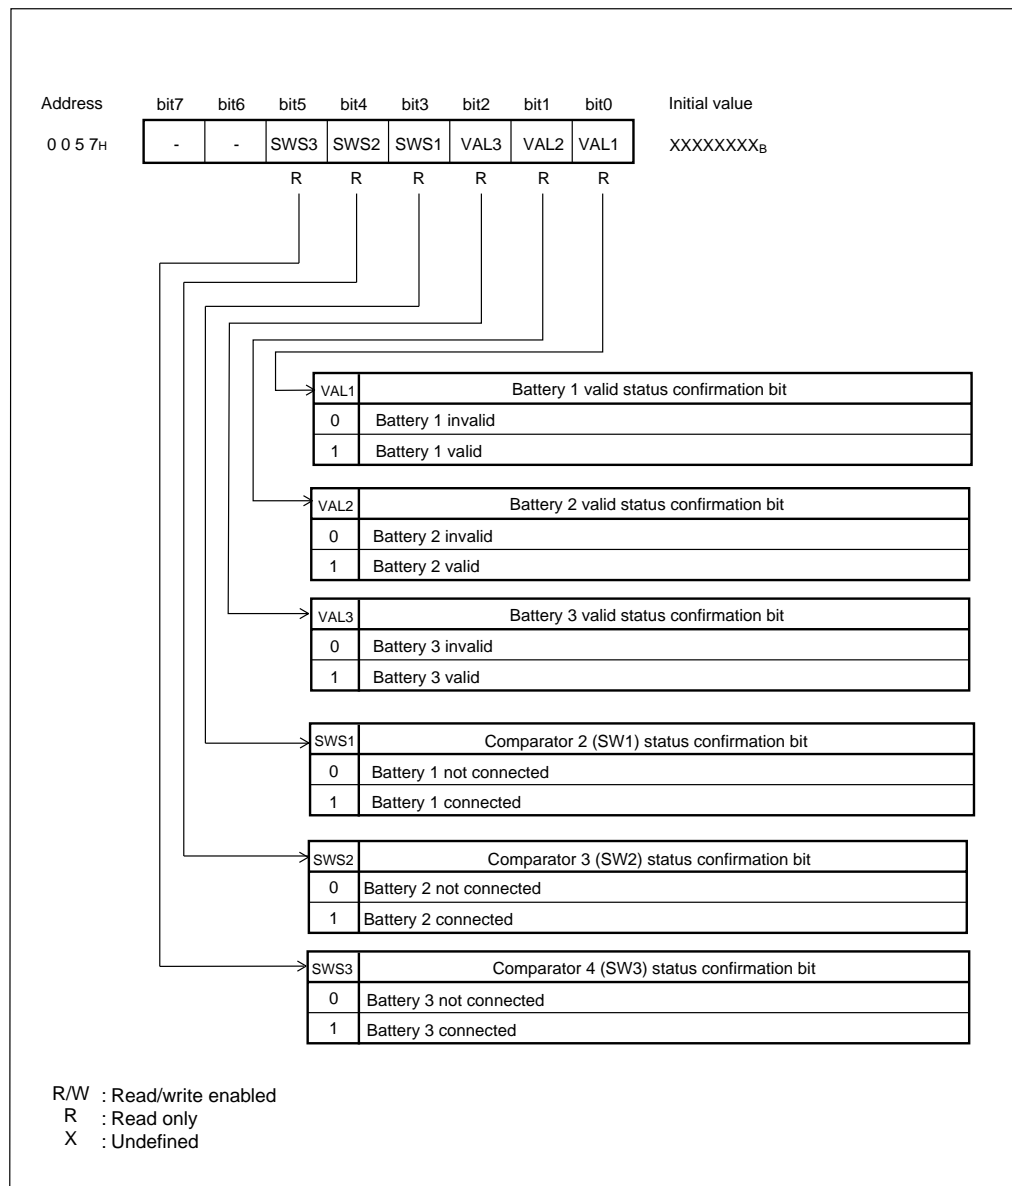 Address bit7 bit6 bit5 bit4 bit3 bit2 bit1 bit0 Initial value
0 0 5 7H - - SWS3 SWS2 SWS1 VAL3 VAL2 VAL1 XXXXXXXXB
R R R R R R
VAL1 Battery 1 valid status confirmation bit
0 Battery 1 invalid
1 Battery 1 valid
VAL2 Battery 2 valid status confirmation bit
0 Battery 2 invalid
1 Battery 2 valid
VAL3 Battery 3 valid status confirmation bit
0 Battery 3 invalid
1 Battery 3 valid
SWS1 Comparator 2 (SW1) status confirmation bit
0 Battery 1 not connected
1 Battery 1 connected
SWS2 Comparator 3 (SW2) status confirmation bit
0 Battery 2 not connected
1 Battery 2 connected
SWS3 Comparator 4 (SW3) status confirmation bit
0 Battery 3 not connected
1 Battery 3 connected
R/W : Read/write enabled
R : Read only
X : Undefined